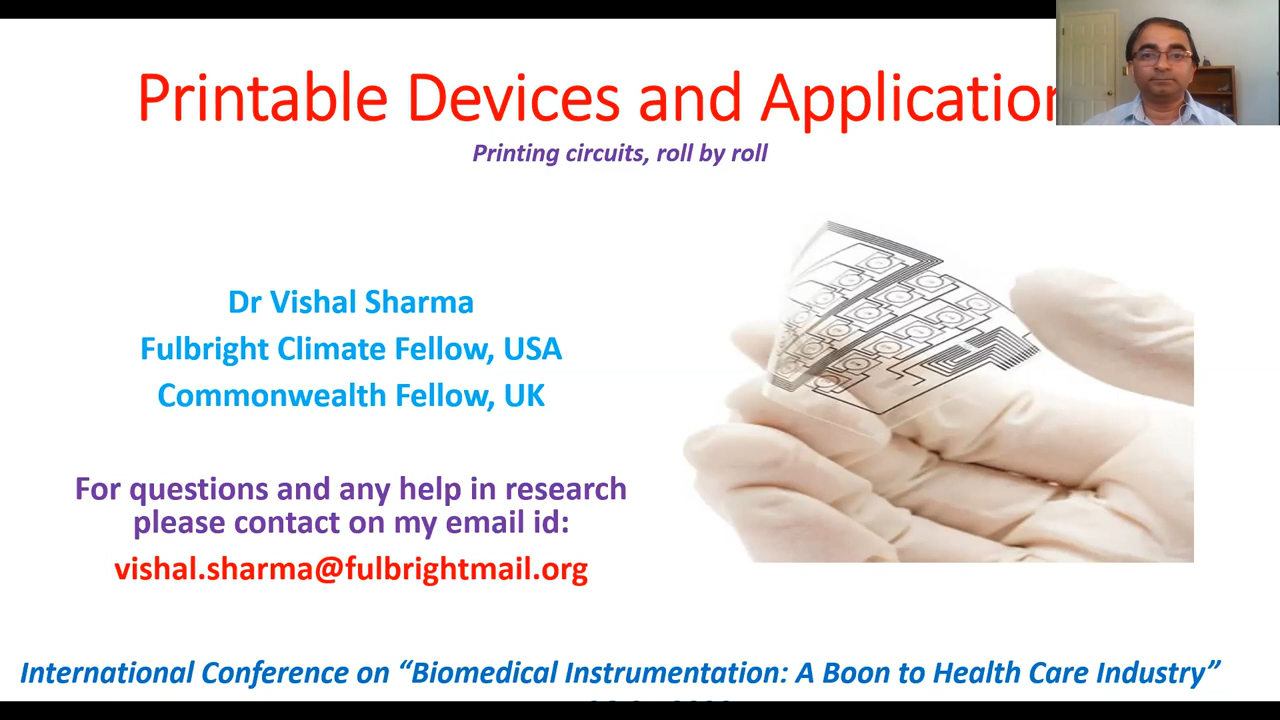 Printable Devices and Application
Printing circuits, roll by roll
Dr Vishal Sharma
Fulbright Climate Fellow, USA
Commonwealth Fellow, UK
For questions and any help in research
please contact on my email id:
vishal.sharma@fulbrightmail.org
International Conference on “Biomedical Instrumentation: A Boon to Health Care Industry”